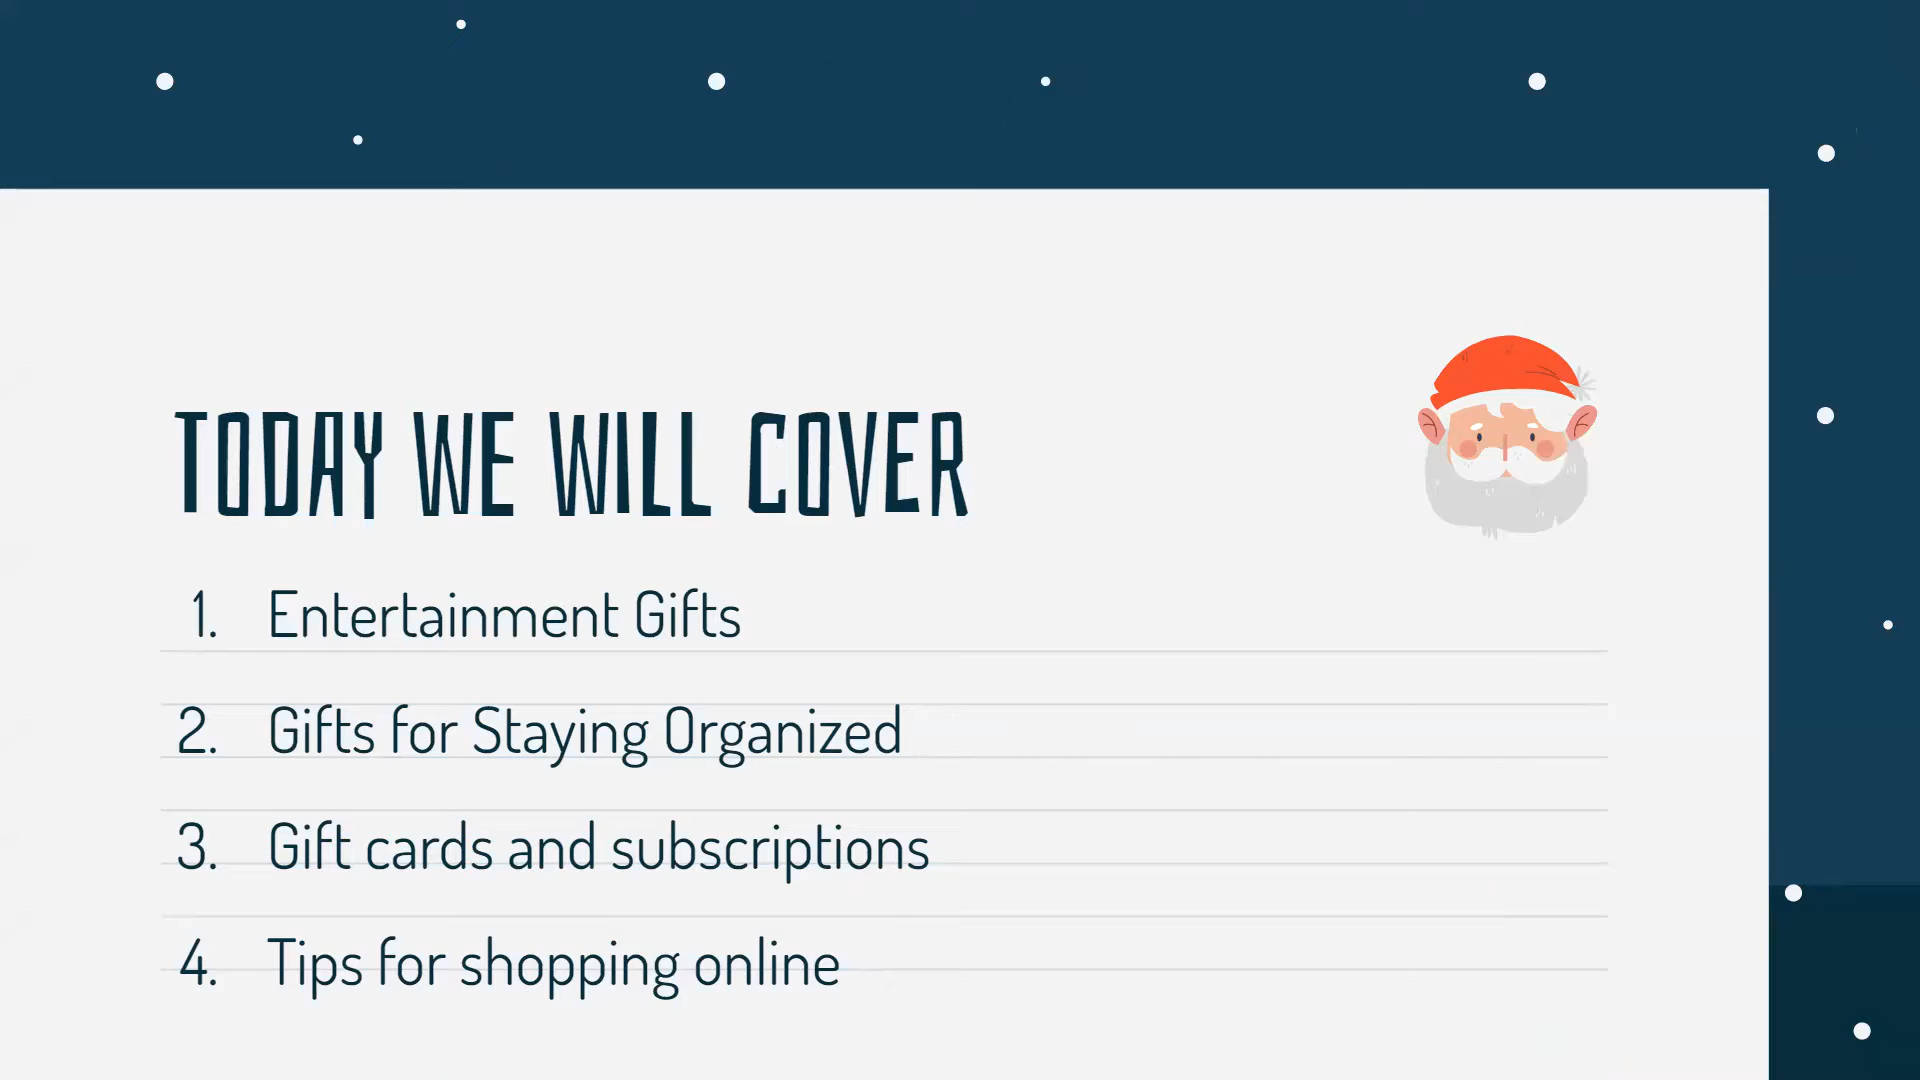 TODAY WE WILL COVER
1. Entertainment Gifts
2. Gifts for Staying Organized
3. Gift cards and subscriptions
4. Tips for shopping online